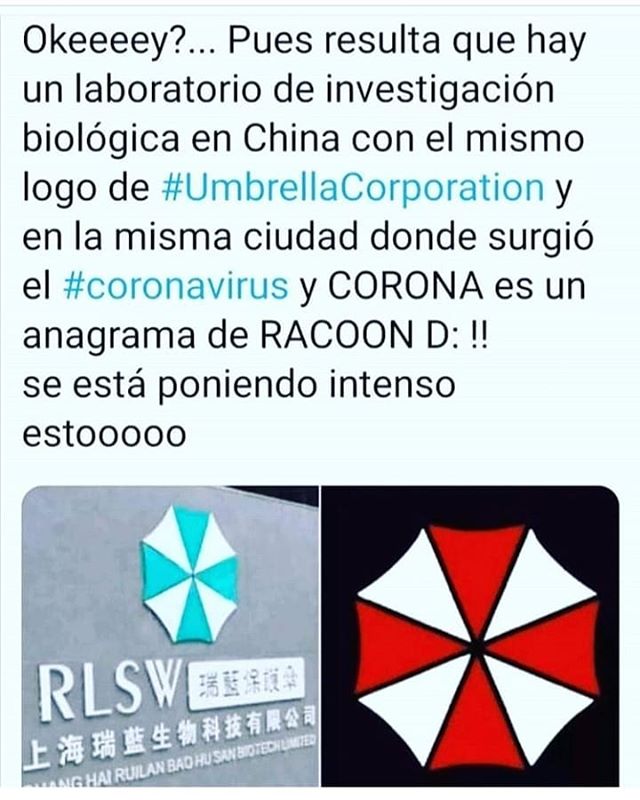 Okeeeey?... Pues resulta que hay
un laboratorio de investigación
biológica en China con el mismo
logo de #UmbrellaCorporation y
en la misma ciudad donde surgió
el #coronavirus y CORONA es un
anagrama de RACOON D: !!
se está poniendo intenso
estooooo
RLSW 瑞藍保護傘
上海瑞藍生物科技有限公司
HANG HAI RUILAN BAO HU SAN BIOTECH LIMITED